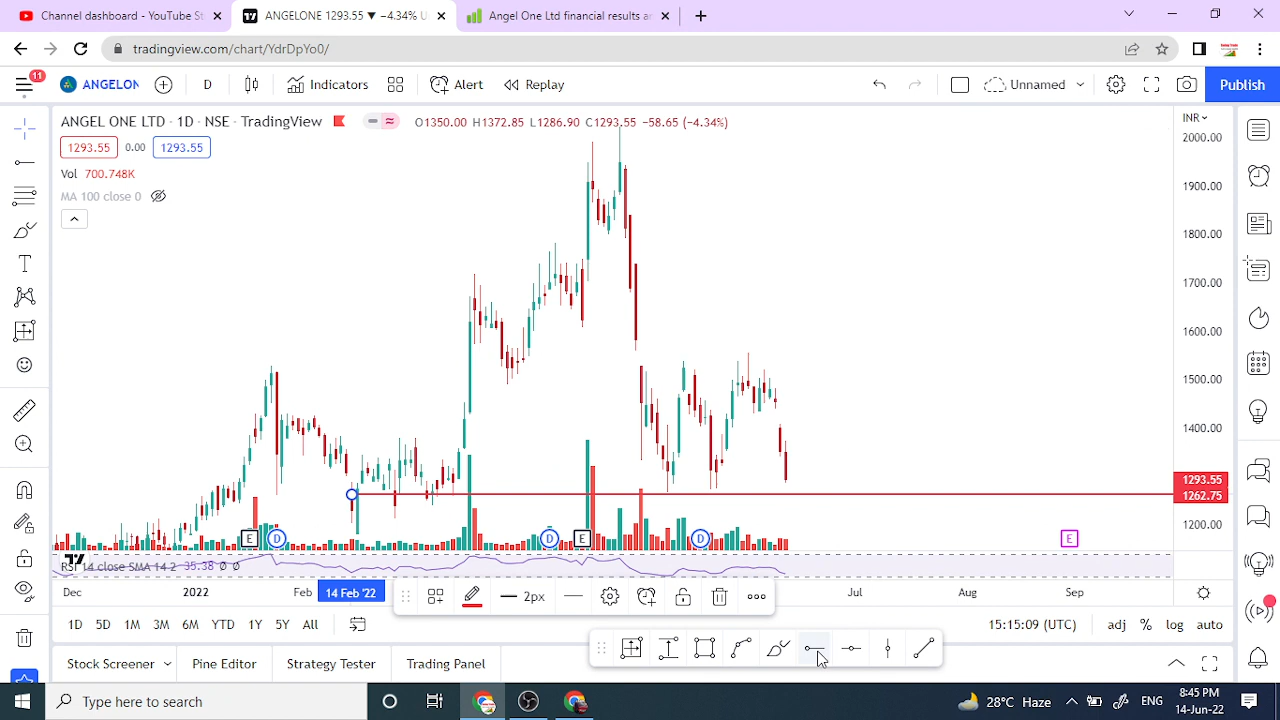 Channel dashboard - YouTube St
ANGELONE 1293.55 ▼ -4.34% U
Angel One Ltd financial results ar
tradingview.com/chart/YdrDpYo0/
11
ANGELON
D
Indicators
Alert
Replay
Unnamed
Publish
ANGEL ONE LTD · 1D · NSE · TradingView
O1350.00 H1372.85 L1286.90 C1293.55 -58.65 (-4.34%)
INR
1293.55 0.00 1293.55
Vol 700.748K
MA 100 close 0
2000.00
1900.00
1800.00
1700.00
1600.00
1500.00
1400.00
1293.55
1262.75
1200.00
E D D E D E
14 close SMA 14 2 35.38 0 0
Dec 2022 Feb 14 Feb '22 Jul Aug Sep
2px
1D 5D 1M 3M 6M YTD 1Y 5Y All
15:15:09 (UTC) adj % log auto
Stock Screener Pine Editor Strategy Tester Trading Panel
Type here to search
28°C Haze
ENG
8:45 PM
14-Jun-22